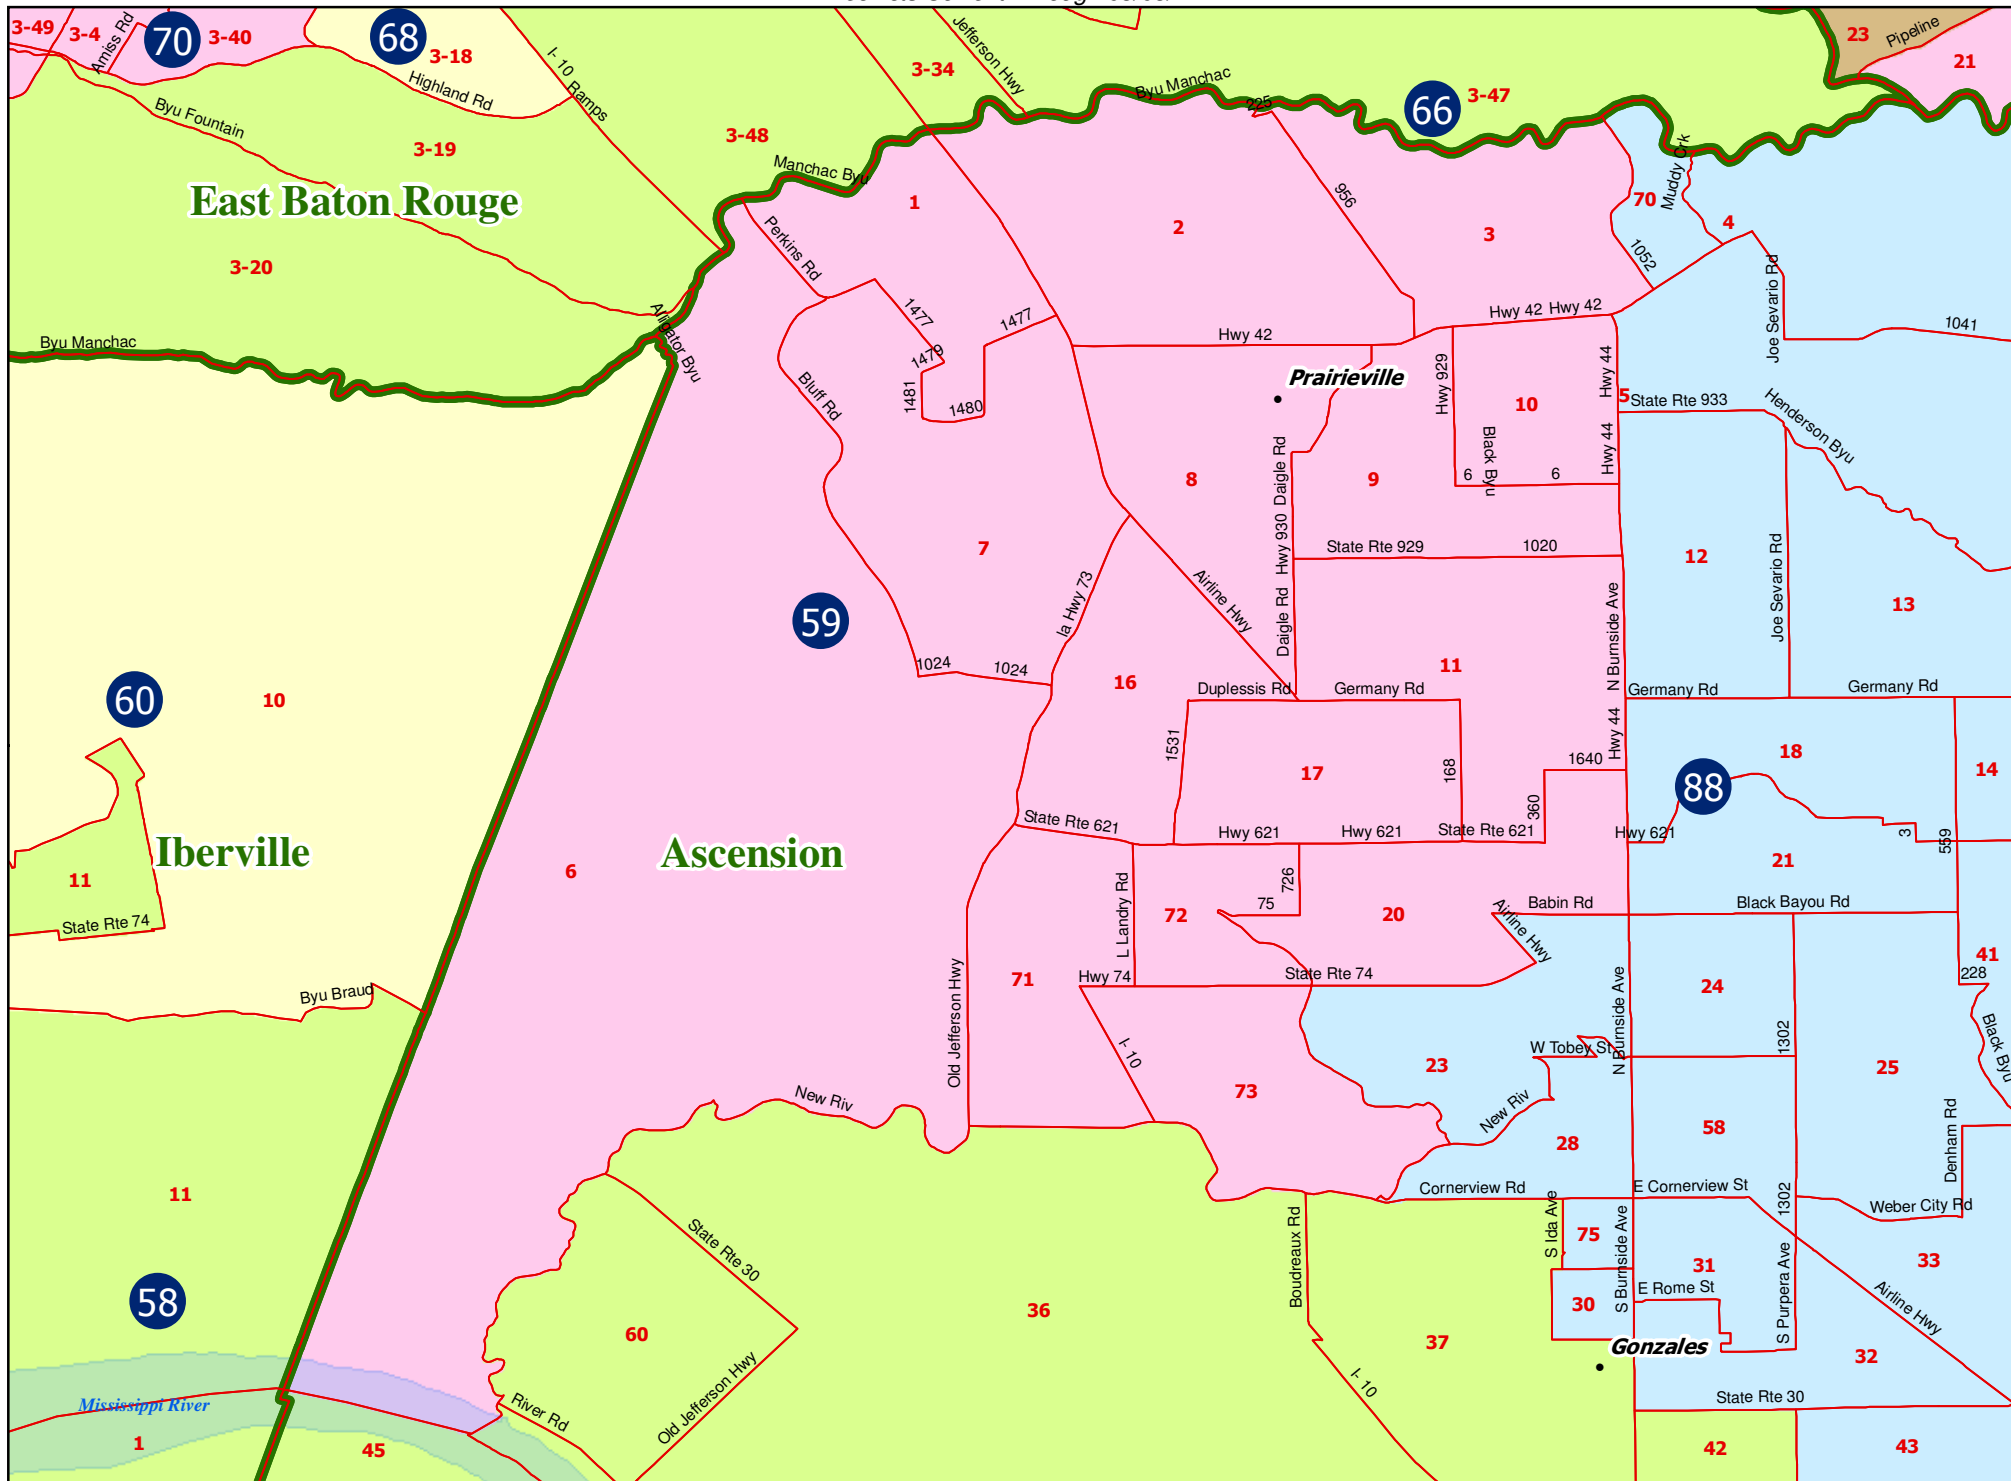 3-49
3-4
Amiss Rd
70
3-40
68
3-18
Highland Rd
I- 10 Ramps
3-34
Jefferson Hwy
Byu Manchac
225
66
3-47
23
Pipeline
21
Byu Fountain
3-19
3-48
Manchac Byu
East Baton Rouge
3-20
Byu Manchac
Alligator Byu
1
Perkins Rd
2
956
3
70
Muddy Crk
4
1052
Joe Sevario Rd
1041
1477
1477
1479
1481
1480
Bluff Rd
Hwy 42
Hwy 42
Hwy 42
Prairieville
Hwy 929
10
Hwy 44
5
State Rte 933
Henderson Byu
Hwy 44
Black Byu
6
6
8
Daigle Rd
9
7
Hwy 930
State Rte 929
1020
12
Joe Sevario Rd
13
59
la Hwy 73
Airline Hwy
Daigle Rd
N Burnside Ave
1024
1024
16
11
Duplessis Rd
Germany Rd
Germany Rd
Germany Rd
60
10
1531
17
168
1640
Hwy 44
18
14
88
360
State Rte 621
Hwy 621
Hwy 621
State Rte 621
Hwy 621
3
559
Iberville
Ascension
11
State Rte 74
6
L Landry Rd
72
75
726
20
Babin Rd
Black Bayou Rd
21
Airline Hwy
41
228
Byu Braud
Old Jefferson Hwy
71
Hwy 74
State Rte 74
24
N Burnside Ave
1302
Black Byu
I- 10
W Tobey St
23
25
New Riv
73
New Riv
28
58
Denham Rd
11
Cornerview Rd
E Cornerview St
1302
Weber City Rd
State Rte 30
Boudreaux Rd
S Ida Ave
75
S Burnside Ave
31
S Purpera Ave
33
58
60
36
37
30
E Rome St
Airline Hwy
Gonzales
32
Old Jefferson Hwy
I- 10
State Rte 30
Mississippi River
River Rd
1
45
42
43